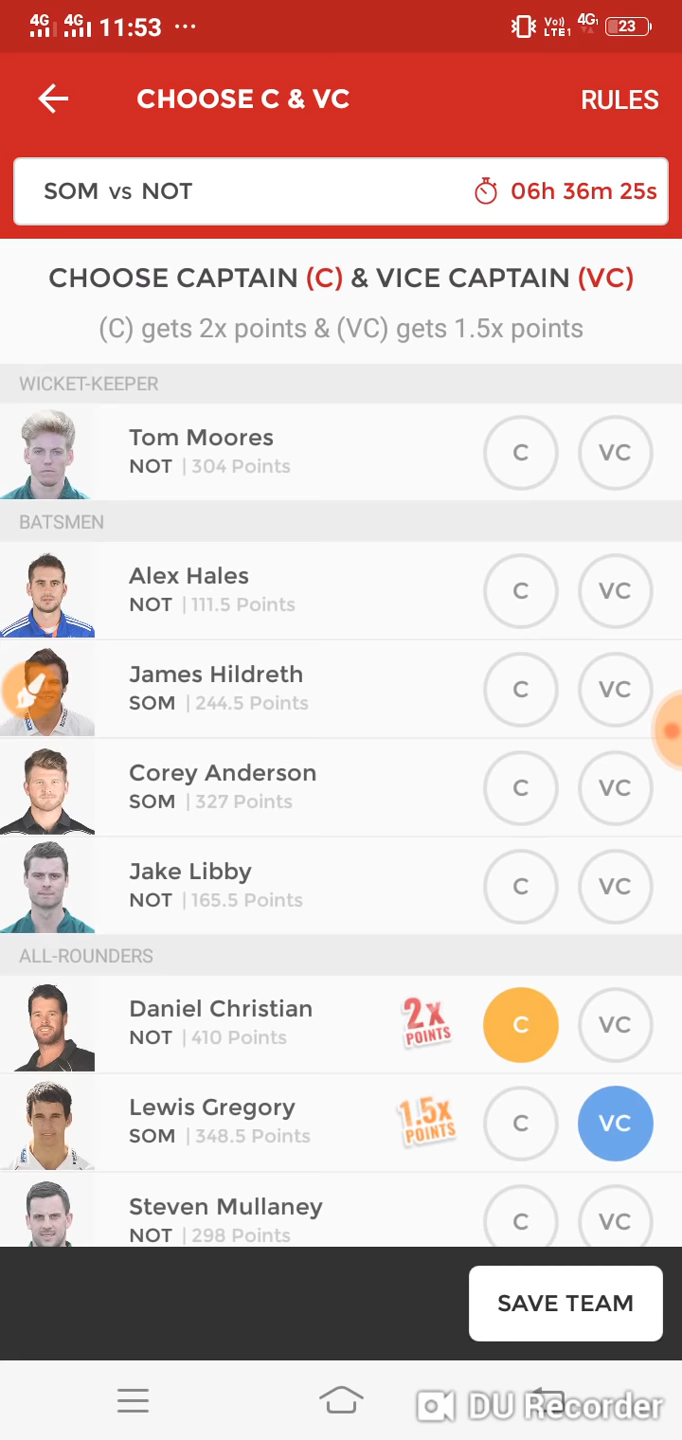 4G 4G 11:53 ... Vo)) LTE1 4G 23
CHOOSE C & VC RULES
SOM vs NOT 06h 36m 25s
CHOOSE CAPTAIN (C) & VICE CAPTAIN (VC)
(C) gets 2x points & (VC) gets 1.5x points
WICKET-KEEPER
Tom Moores
NOT | 304 Points C VC
BATSMEN
Alex Hales
NOT | 111.5 Points C VC
James Hildreth
SOM | 244.5 Points C VC
Corey Anderson
SOM | 327 Points C VC
Jake Libby
NOT | 165.5 Points C VC
ALL-ROUNDERS
Daniel Christian
NOT | 410 Points 2x POINTS C VC
Lewis Gregory
SOM | 348.5 Points 1.5x POINTS C VC
Steven Mullaney
NOT | 298 Points C VC
SAVE TEAM
DU Recorder